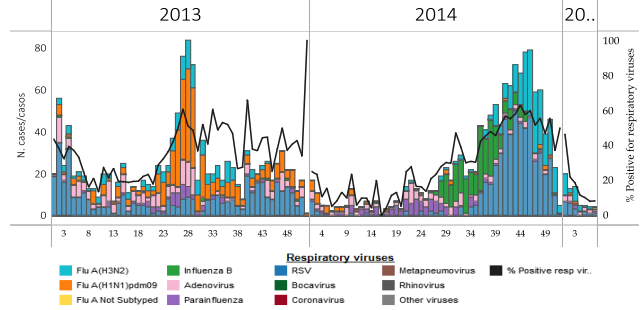 2013 2014 20..
80 60 40 20 0
N. cases/casos
100 80 60 40 20 0
% Positive for respiratory viruses
3 8 13 18 23 28 33 38 43 48 4 9 14 19 24 29 34 39 44 49 3
Respiratory viruses
Flu A(H3N2) Influenza B RSV Metapneumovirus % Positive resp vir..
Flu A(H1N1)pdm09 Adenovirus Bocavirus Rhinovirus
Flu A Not Subtyped Parainfluenza Coronavirus Other viruses